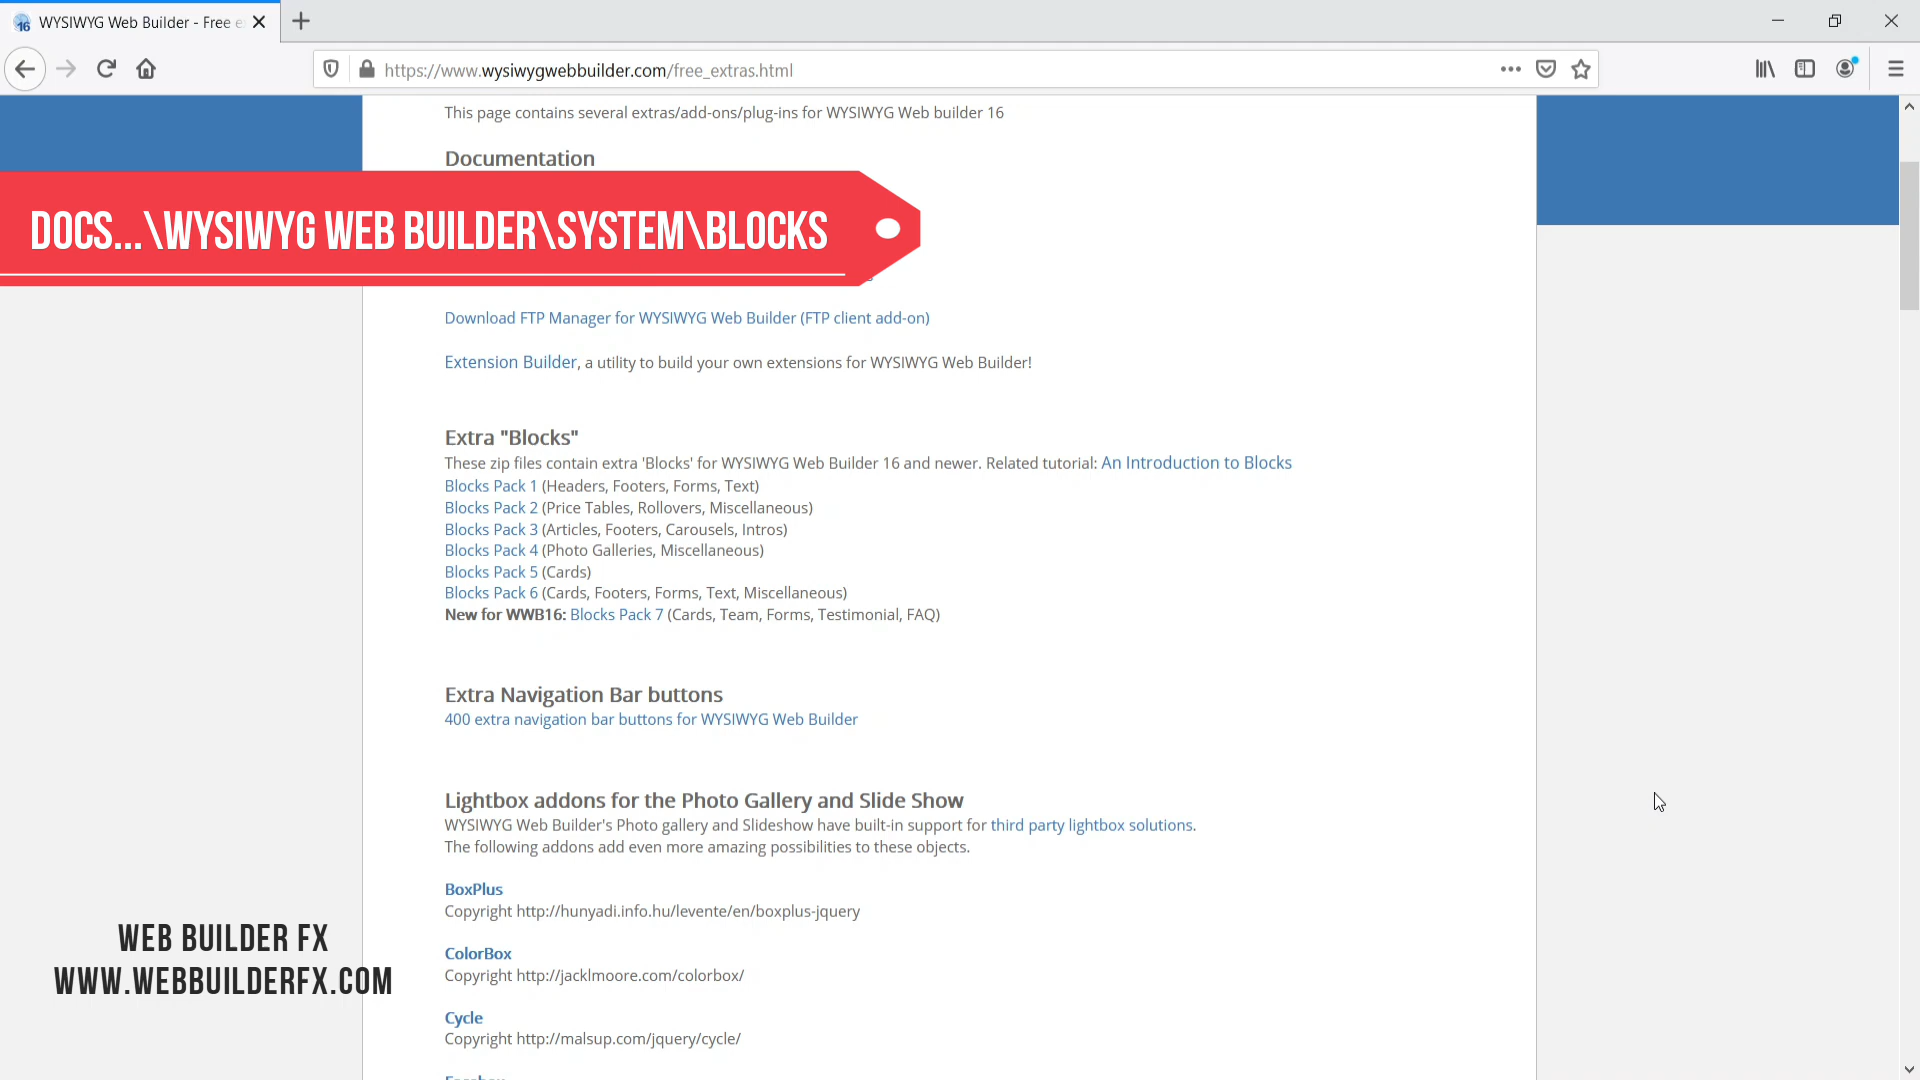 WYSIWYG Web Builder - Free e
https://www.wysiwygwebbuilder.com/free_extras.html
This page contains several extras/add-ons/plug-ins for WYSIWYG Web builder 16
Documentation
DOCS...\WYSIWYG WEB BUILDER\SYSTEM\BLOCKS
Download FTP Manager for WYSIWYG Web Builder (FTP client add-on)
Extension Builder, a utility to build your own extensions for WYSIWYG Web Builder!
Extra "Blocks"
These zip files contain extra 'Blocks' for WYSIWYG Web Builder 16 and newer. Related tutorial: An Introduction to Blocks
Blocks Pack 1 (Headers, Footers, Forms, Text)
Blocks Pack 2 (Price Tables, Rollovers, Miscellaneous)
Blocks Pack 3 (Articles, Footers, Carousels, Intros)
Blocks Pack 4 (Photo Galleries, Miscellaneous)
Blocks Pack 5 (Cards)
Blocks Pack 6 (Cards, Footers, Forms, Text, Miscellaneous)
New for WWB16: Blocks Pack 7 (Cards, Team, Forms, Testimonial, FAQ)
Extra Navigation Bar buttons
400 extra navigation bar buttons for WYSIWYG Web Builder
Lightbox addons for the Photo Gallery and Slide Show
WYSIWYG Web Builder's Photo gallery and Slideshow have built-in support for third party lightbox solutions.
The following addons add even more amazing possibilities to these objects.
BoxPlus
Copyright http://hunyadi.info.hu/levente/en/boxplus-jquery
ColorBox
Copyright http://jacklmoore.com/colorbox/
Cycle
Copyright http://malsup.com/jquery/cycle/
WEB BUILDER FX
WWW.WEBBUILDERFX.COM